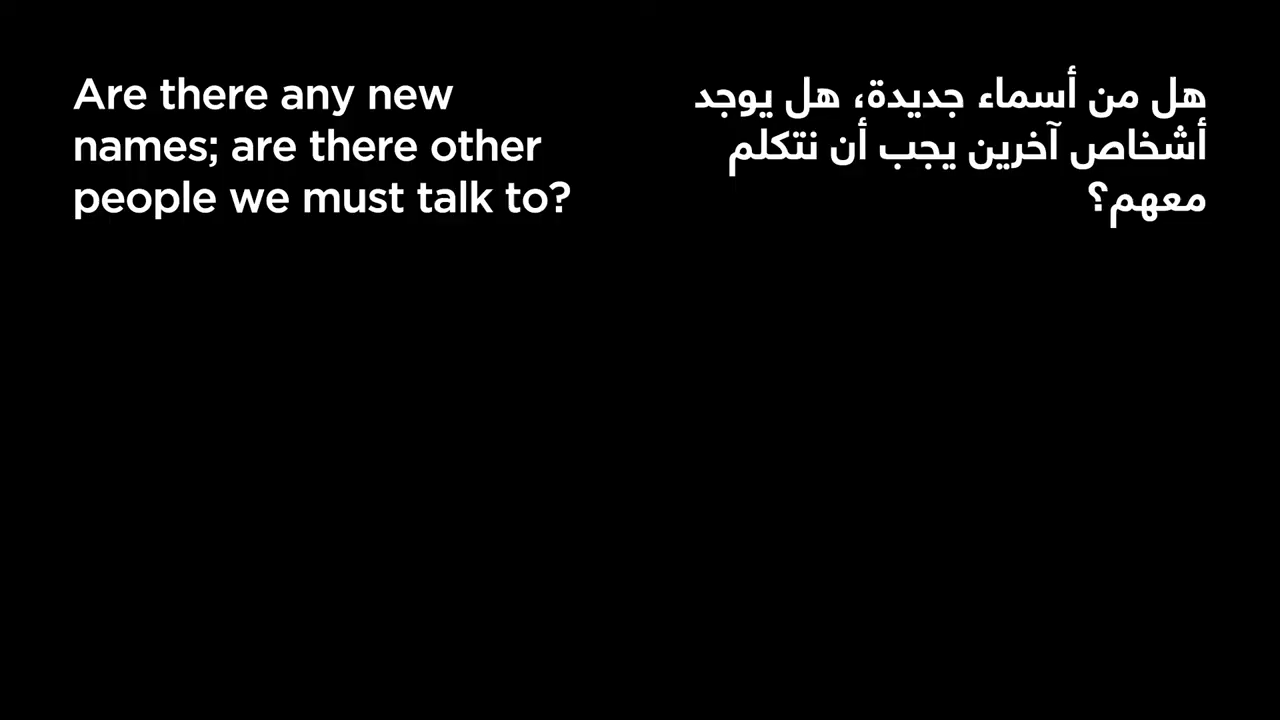 Are there any new
names; are there other
people we must talk to?
هل من أسماء جديدة، هل يوجد
أشخاص آخرين يجب أن نتكلم
معهم؟